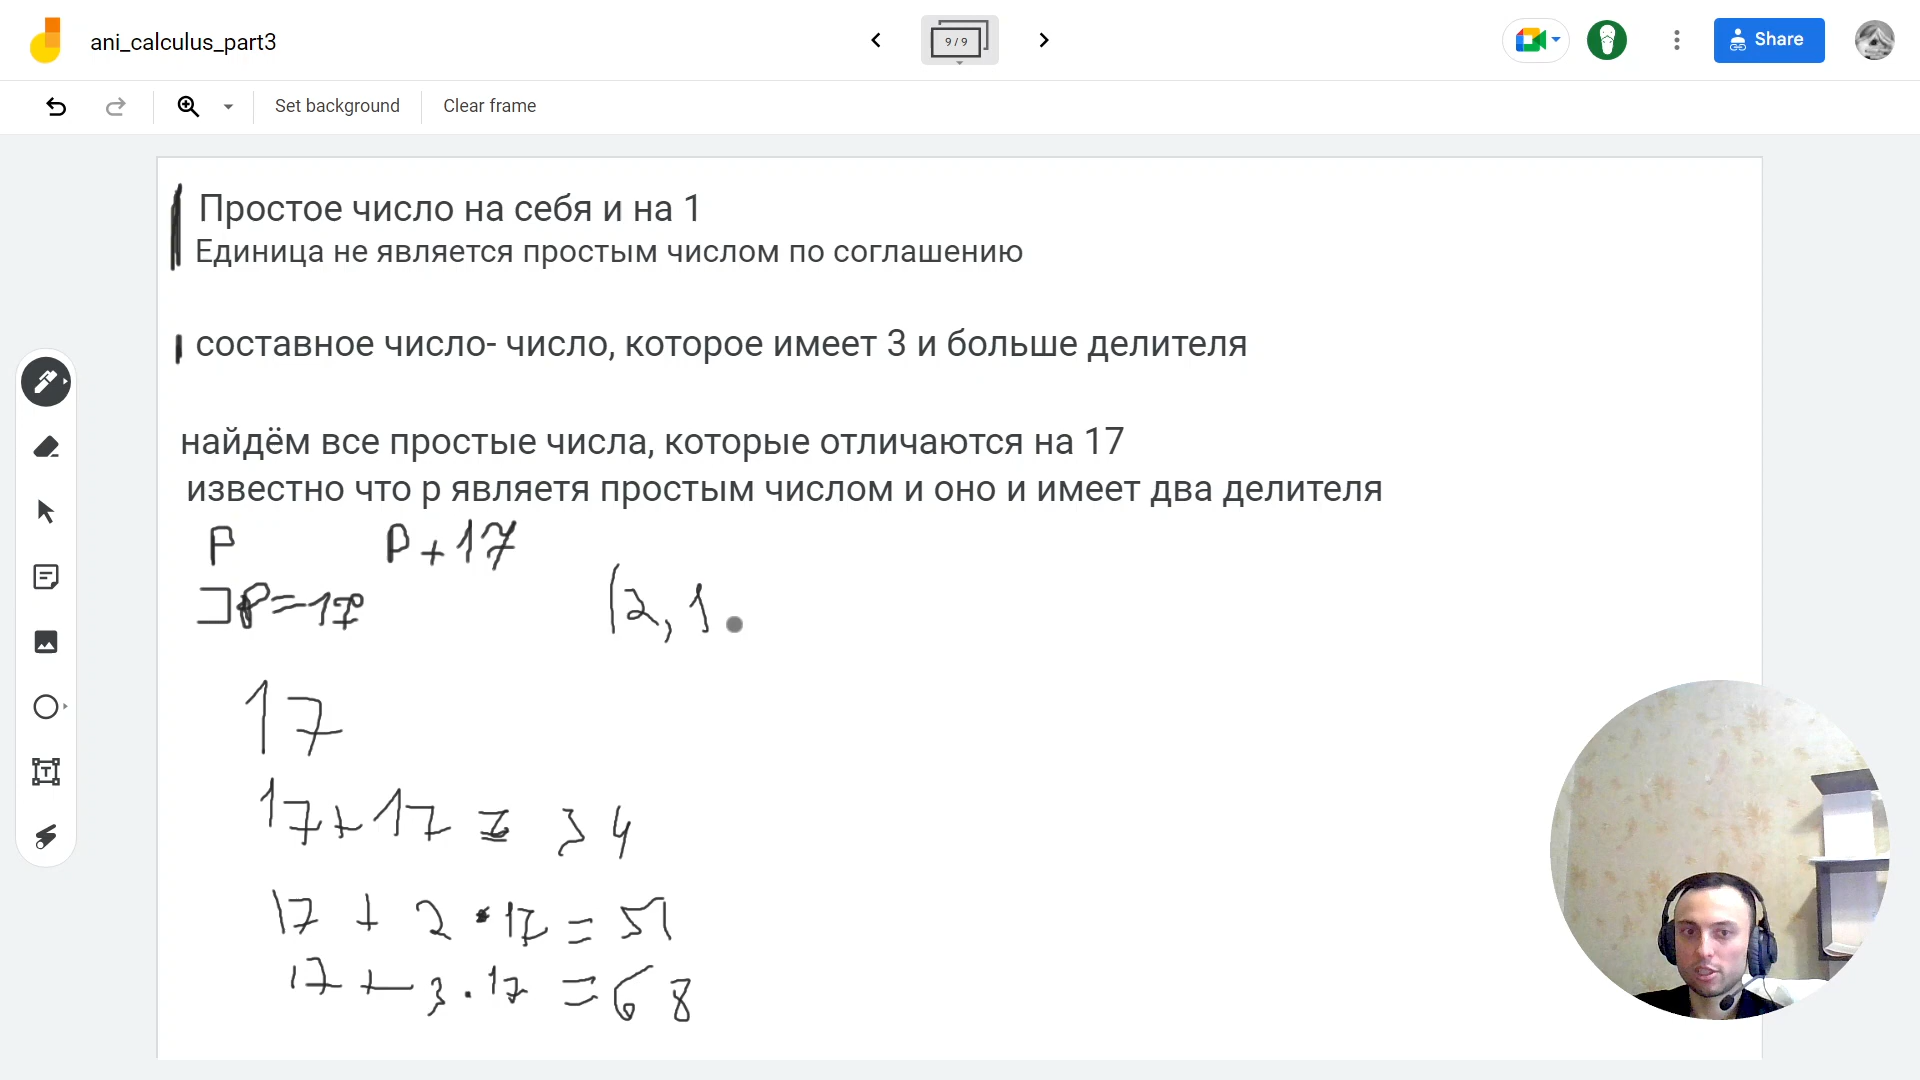 ani_calculus_part3
9/9
Share
Set background
Clear frame
Простое число на себя и на 1
Единица не является простым числом по соглашению
составное число- число, которое имеет 3 и больше делителя
найдём все простые числа, которые отличаются на 17
известно что р являетя простым числом и оно и имеет два делителя
P P+17
P=17
(2, 1
17
17+17 = 34
17 + 2 · 17 = 51
17 + 3 · 17 = 68